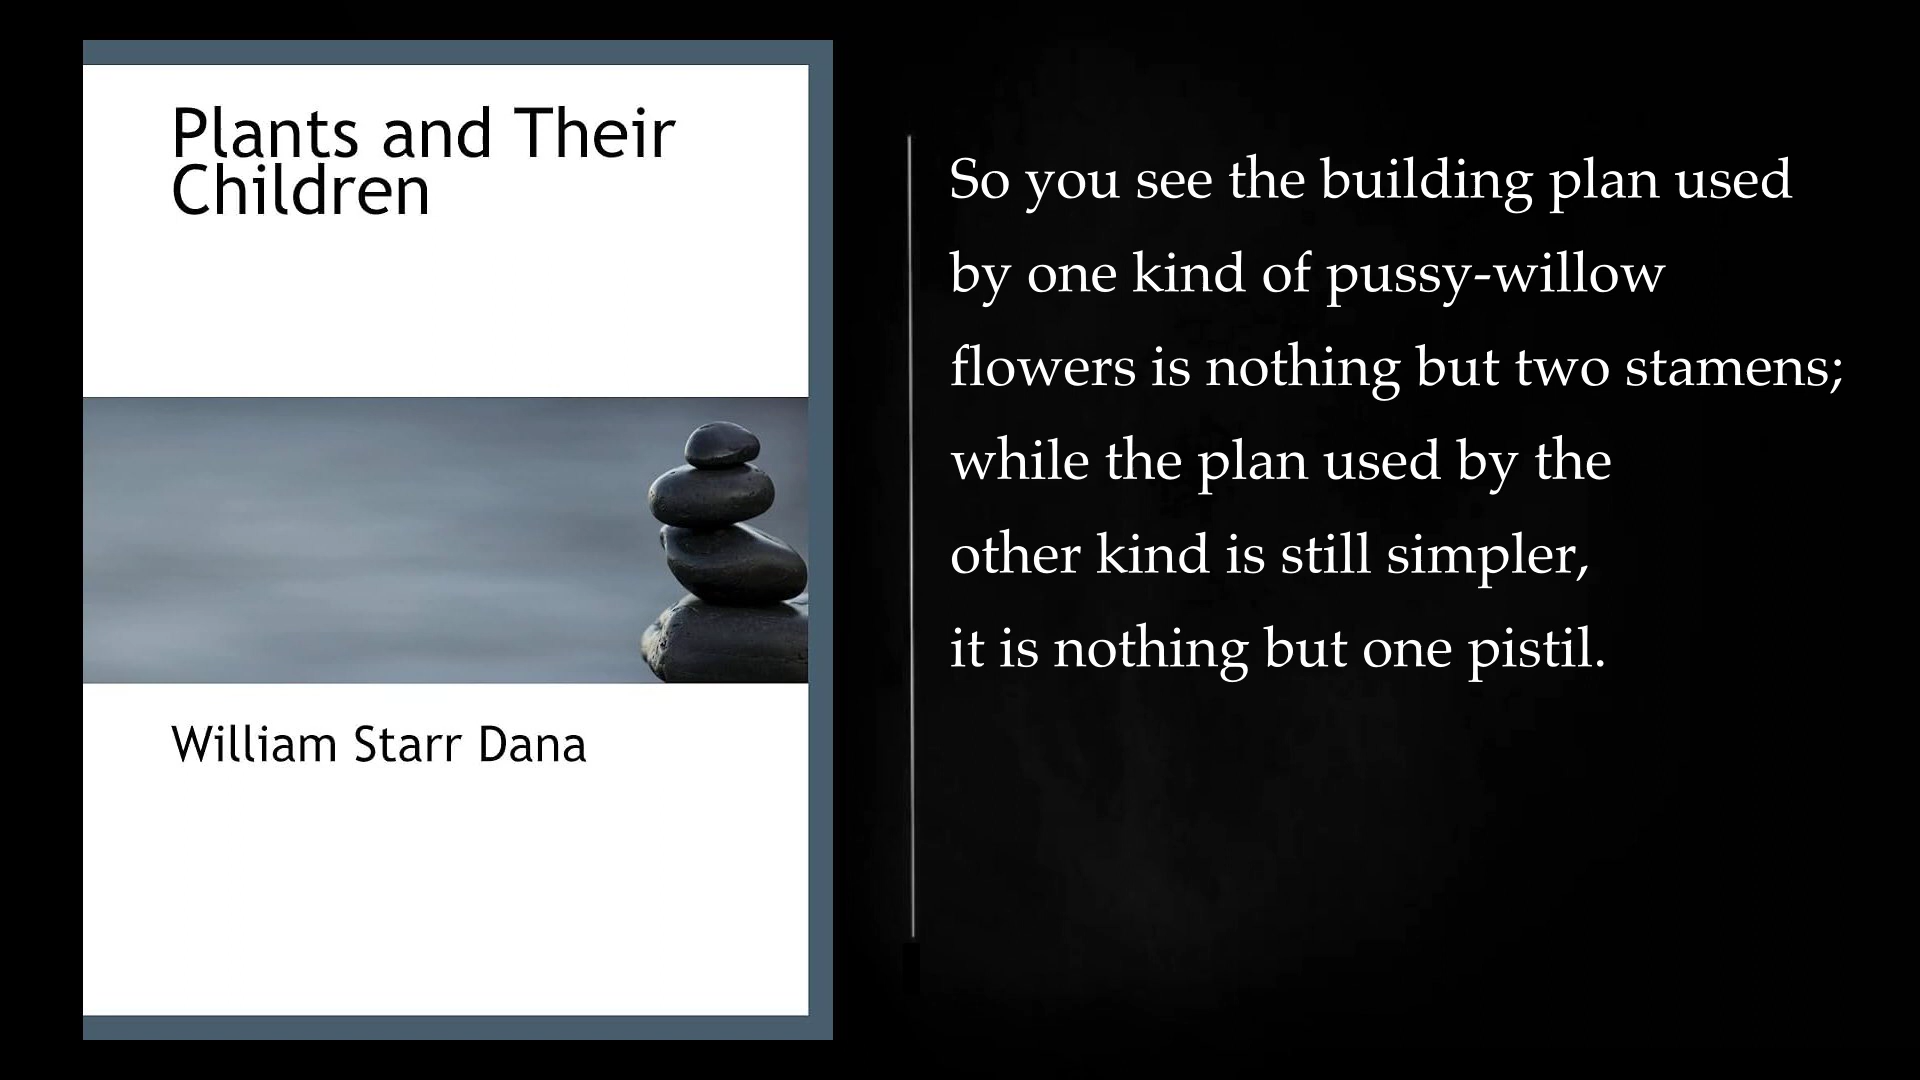 Plants and Their
Children
William Starr Dana
So you see the building plan used
by one kind of pussy-willow
flowers is nothing but two stamens;
while the plan used by the
other kind is still simpler,
it is nothing but one pistil.